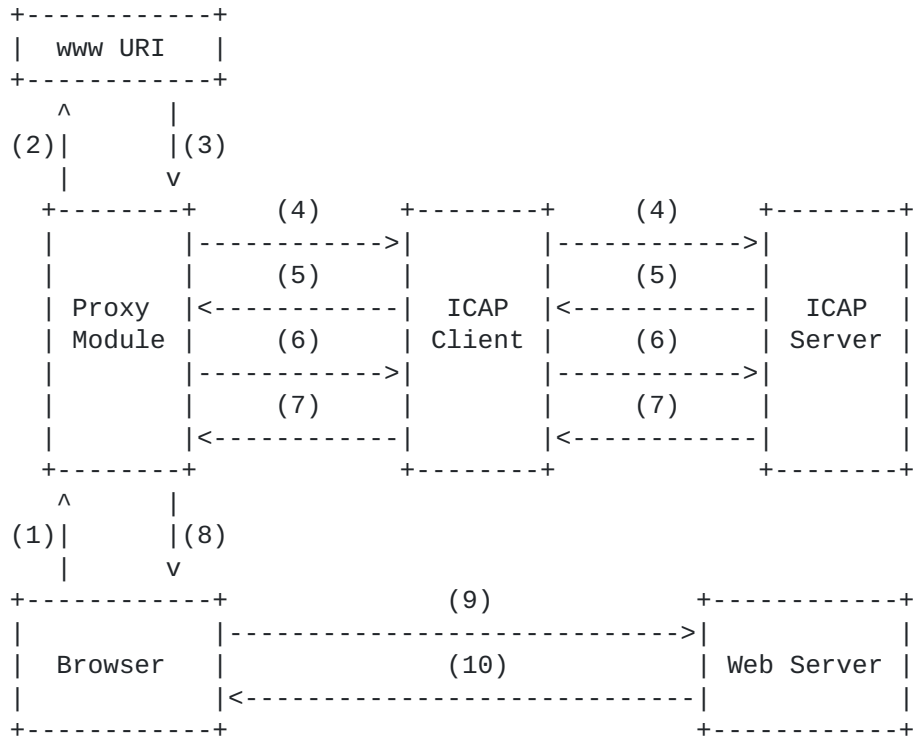 www URI
(2) (3)
(4) (4)
(5) (5)
Proxy ICAP ICAP
Module (6) Client (6) Server
(7) (7)
(1) (8)
(9)
Browser (10) Web Server